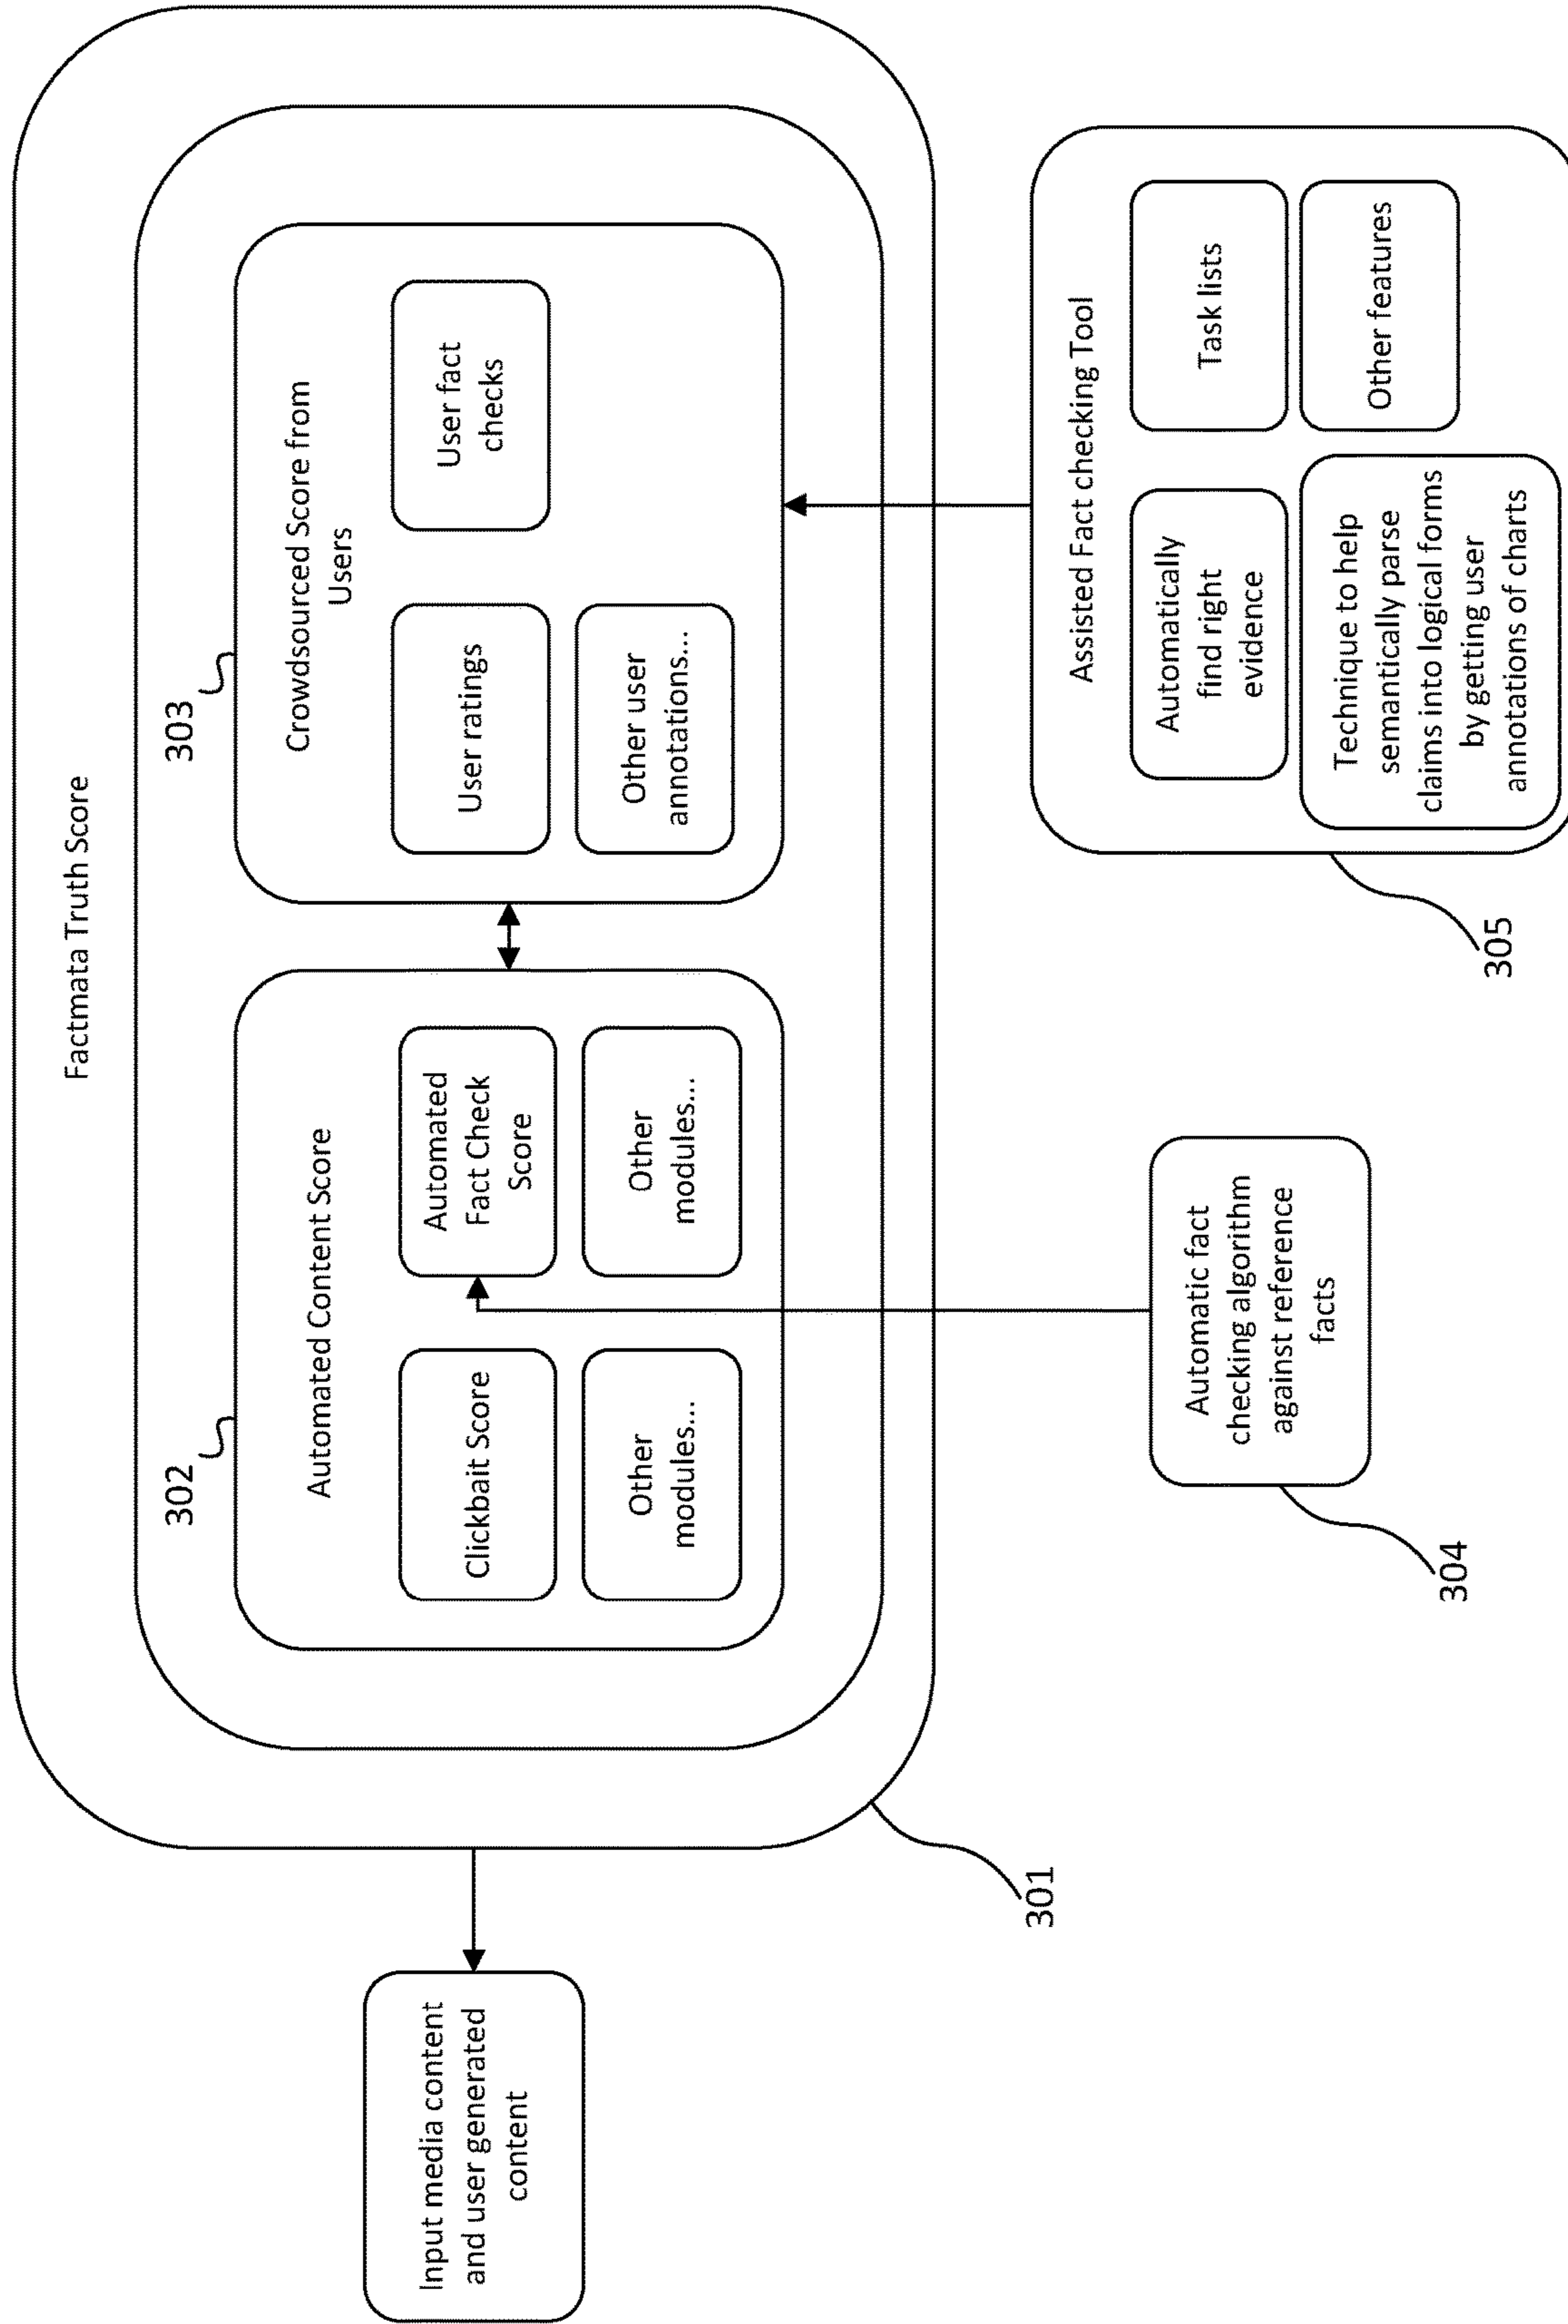 Factmata Truth Score
Input media content
and user generated
content
301
302
Automated Content Score
Clickbait Score
Automated
Fact Check
Score
Other
modules...
Other
modules...
303
Crowdsourced Score from
Users
User ratings
User fact
checks
Other user
annotations...
304
Automatic fact
checking algorithm
against reference
facts
305
Assisted Fact checking Tool
Automatically
find right
evidence
Task lists
Technique to help
semantically parse
claims into logical forms
by getting user
annotations of charts
Other features